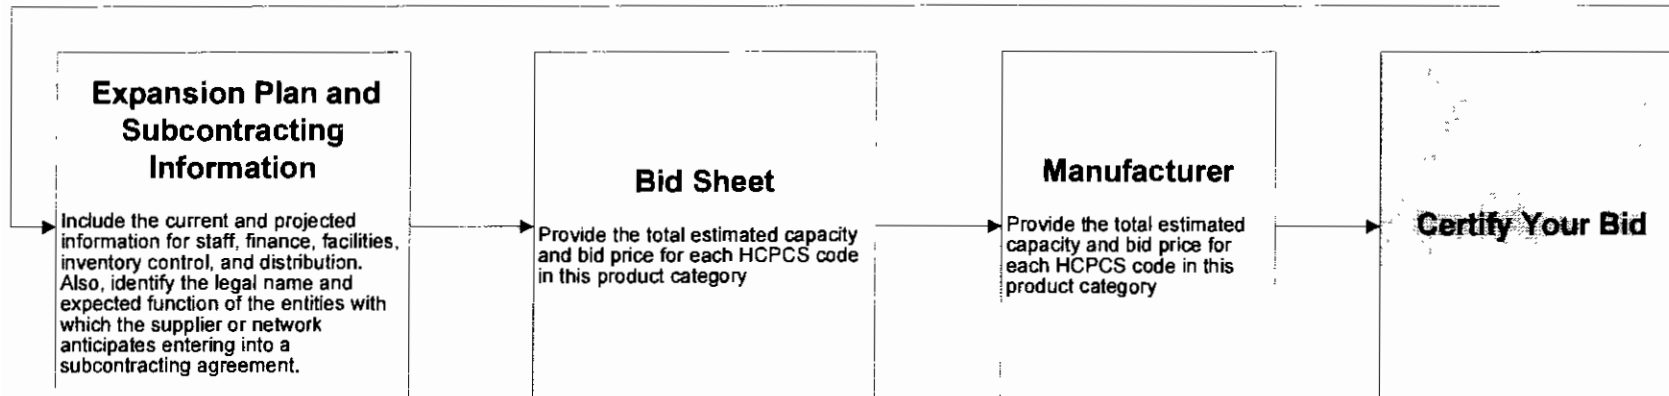 Expansion Plan and
Subcontracting
Information
Include the current and projected
information for staff, finance, facilities,
inventory control, and distribution.
Also, identify the legal name and
expected function of the entities with
which the supplier or network
anticipates entering into a
subcontracting agreement.
Bid Sheet
Provide the total estimated capacity
and bid price for each HCPCS code
in this product category
Manufacturer
Provide the total estimated
capacity and bid price for
each HCPCS code in this
product category
Certify Your Bid